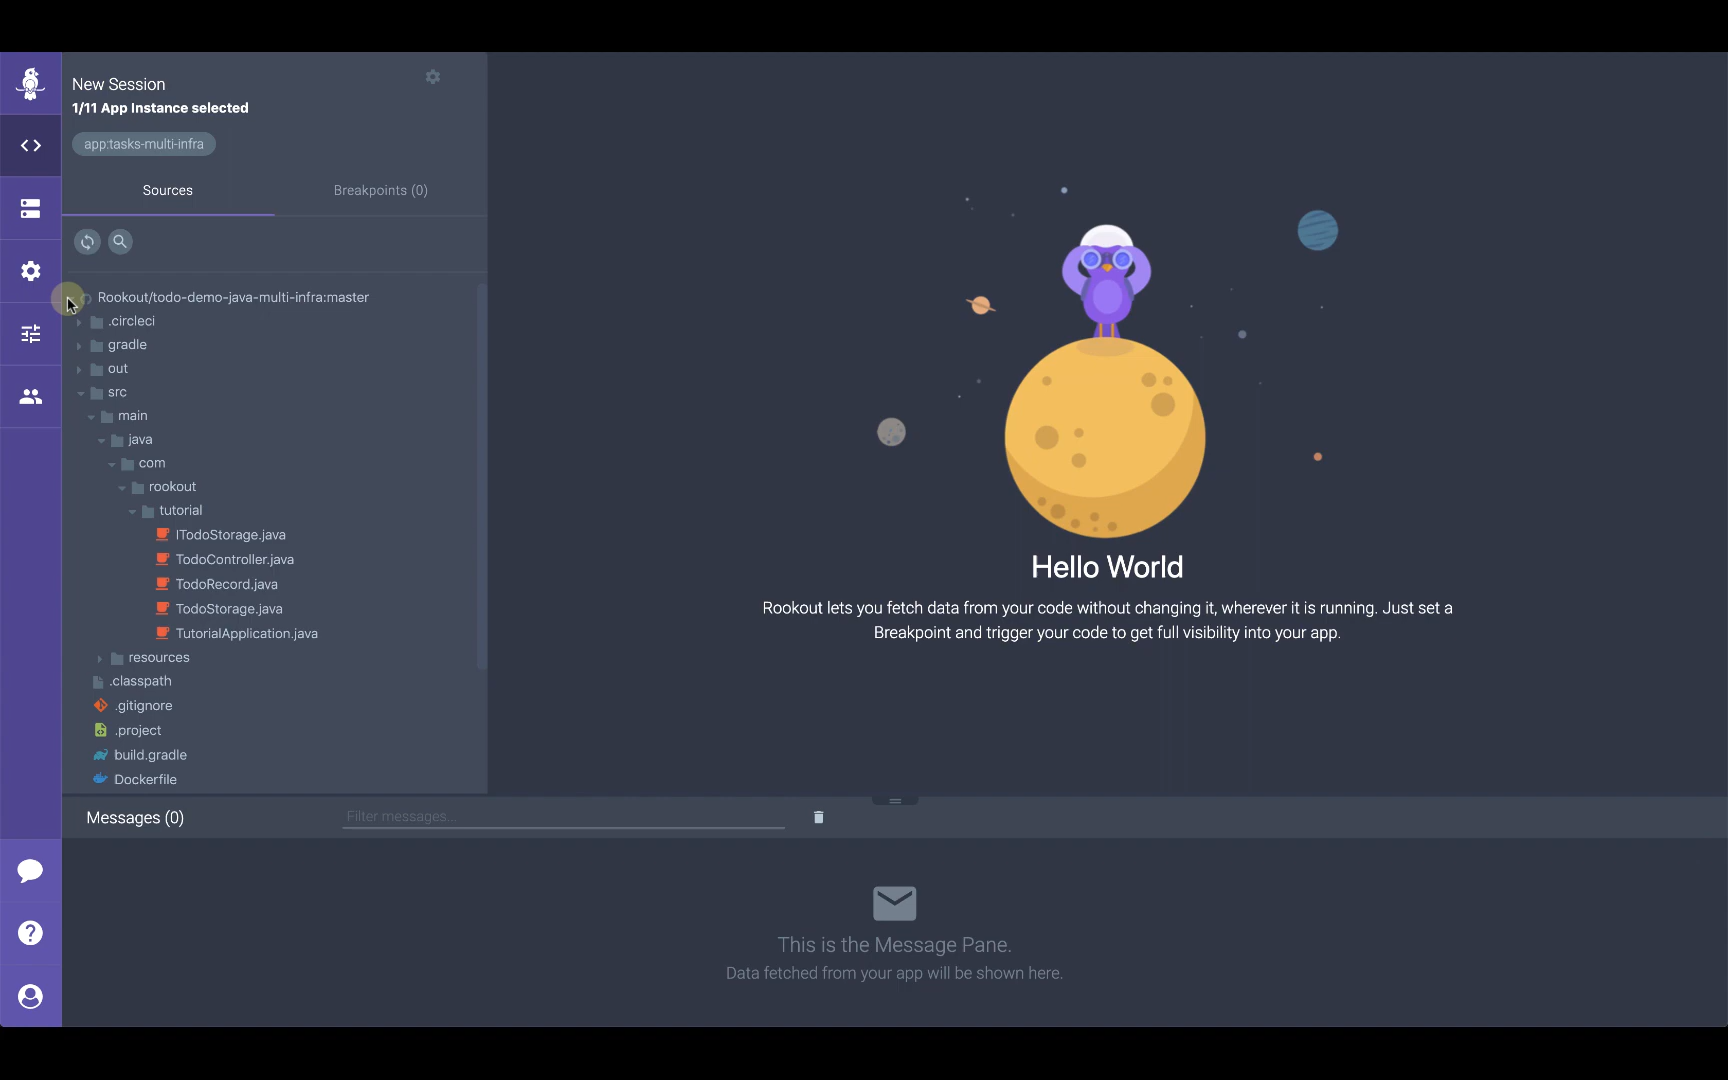 New Session
1/11 App Instance selected
app:tasks-multi-infra
Sources
Breakpoints (0)
Rookout/todo-demo-java-multi-infra:master
.circleci
gradle
out
src
main
java
com
rookout
tutorial
ITodoStorage.java
TodoController.java
TodoRecord.java
TodoStorage.java
TutorialApplication.java
resources
.classpath
.gitignore
.project
build.gradle
Dockerfile
Hello World
Rookout lets you fetch data from your code without changing it, wherever it is running. Just set a
Breakpoint and trigger your code to get full visibility into your app.
Messages (0)
Filter messages...
This is the Message Pane.
Data fetched from your app will be shown here.